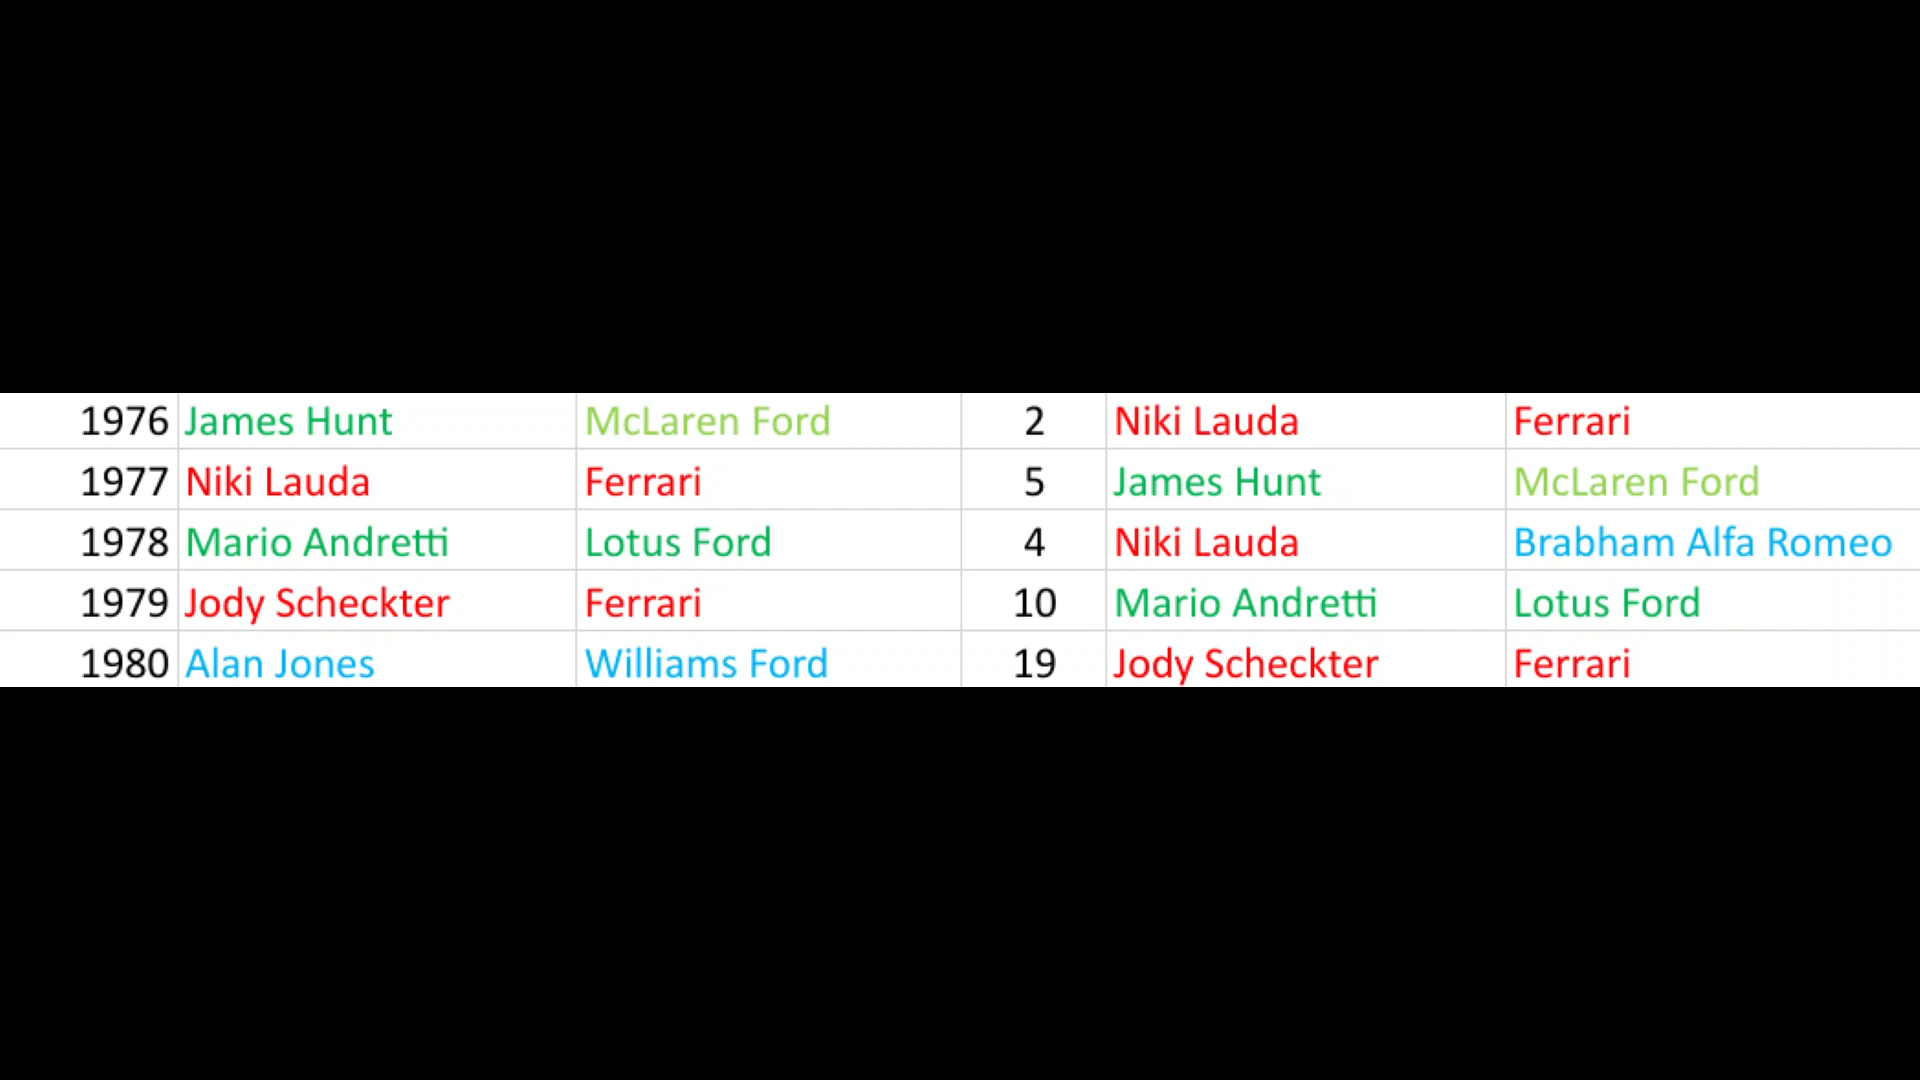 1976 James Hunt McLaren Ford 2 Niki Lauda Ferrari
1977 Niki Lauda Ferrari 5 James Hunt McLaren Ford
1978 Mario Andretti Lotus Ford 4 Niki Lauda Brabham Alfa Romeo
1979 Jody Scheckter Ferrari 10 Mario Andretti Lotus Ford
1980 Alan Jones Williams Ford 19 Jody Scheckter Ferrari